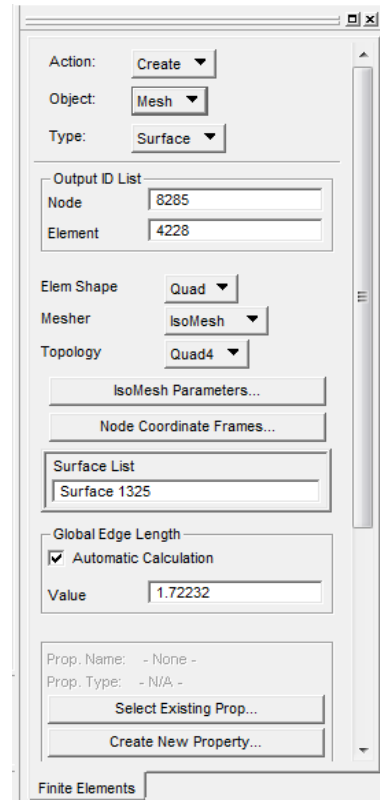 Action: Create
Object: Mesh
Type: Surface
Output ID List
Node 8285
Element 4228
Elem Shape Quad
Mesher IsoMesh
Topology Quad4
IsoMesh Parameters...
Node Coordinate Frames...
Surface List
Surface 1325
Global Edge Length
Automatic Calculation
Value 1.72232
Prop. Name: - None -
Prop. Type: - N/A -
Select Existing Prop...
Create New Property...
Finite Elements